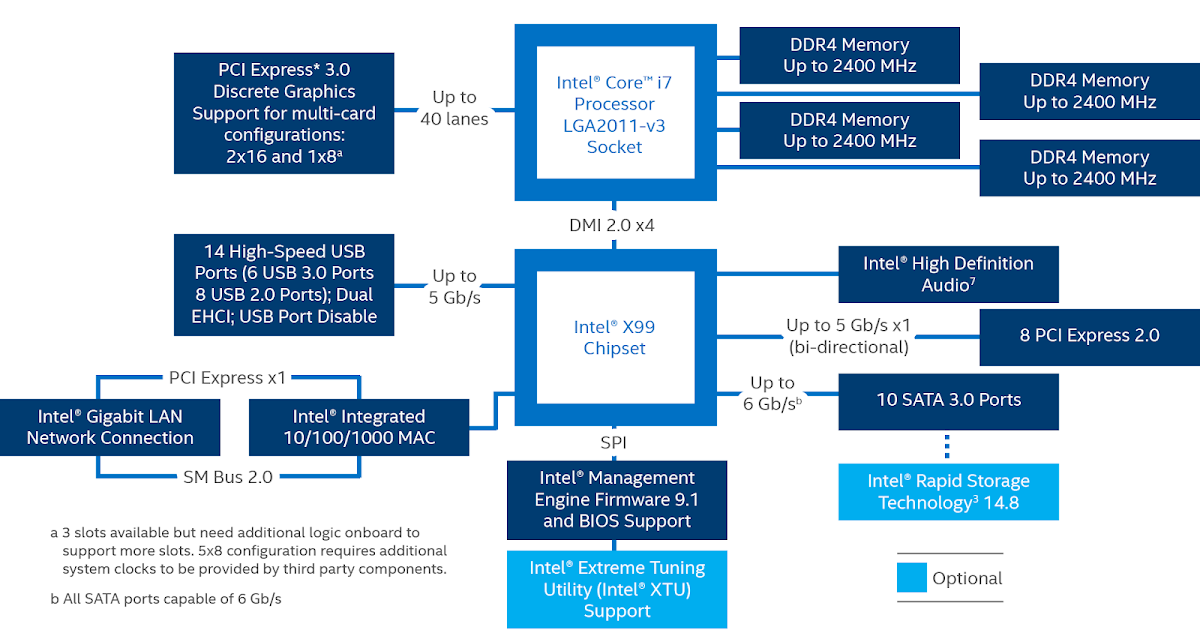 PCI Express* 3.0
Discrete Graphics
Support for multi-card
configurations:
2x16 and 1x8ᵃ
Up to
40 lanes
Intel® Core™ i7
Processor
LGA2011-v3
Socket
DDR4 Memory
Up to 2400 MHz
DDR4 Memory
Up to 2400 MHz
DDR4 Memory
Up to 2400 MHz
DDR4 Memory
Up to 2400 MHz
DMI 2.0 x4
14 High-Speed USB
Ports (6 USB 3.0 Ports
8 USB 2.0 Ports); Dual
EHCI; USB Port Disable
Up to
5 Gb/s
Intel® X99
Chipset
Intel® High Definition
Audio⁷
Up to 5 Gb/s x1
(bi-directional)
8 PCI Express 2.0
Up to
6 Gb/sᵇ
10 SATA 3.0 Ports
Intel® Rapid Storage
Technology³ 14.8
PCI Express x1
Intel® Gigabit LAN
Network Connection
Intel® Integrated
10/100/1000 MAC
SM Bus 2.0
SPI
Intel® Management
Engine Firmware 9.1
and BIOS Support
Intel® Extreme Tuning
Utility (Intel® XTU)
Support
a 3 slots available but need additional logic onboard to
support more slots. 5x8 configuration requires additional
system clocks to be provided by third party components.
b All SATA ports capable of 6 Gb/s
Optional